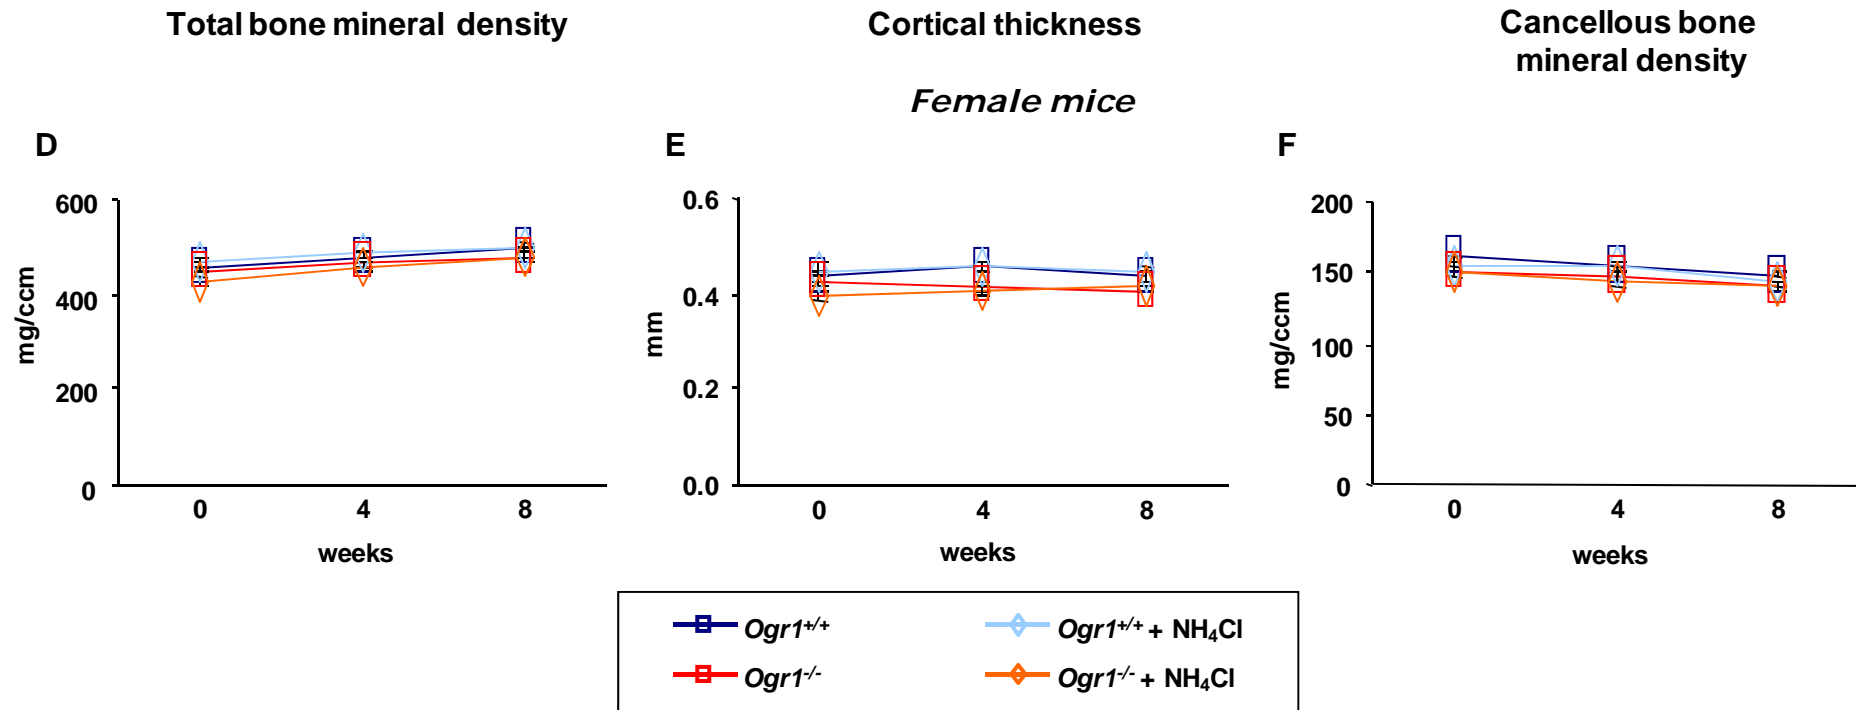 Total bone mineral density
Cortical thickness
Cancellous bone
mineral density
Female mice
D
E
F
600
400
200
0
mg/ccm
0
4
8
weeks
0.6
0.4
0.2
0.0
mm
0
4
8
weeks
200
150
100
50
0
mg/ccm
0
4
8
weeks
Ogr1+/+
Ogr1+/+ + NH4Cl
Ogr1-/-
Ogr1-/- + NH4Cl